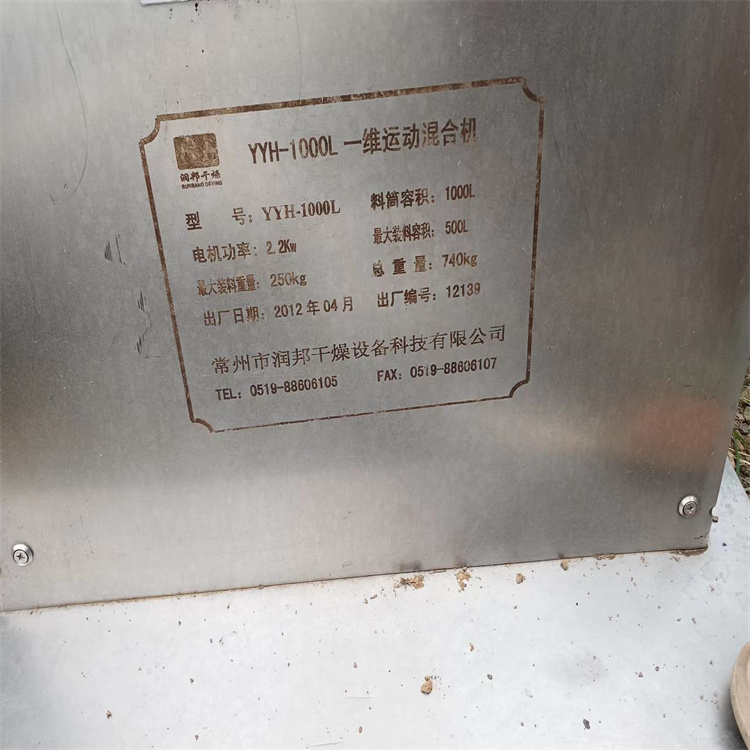 YYH-1000L 一维运动混合机
润邦干燥
RUNBANG DRYING
型 号：YYH-1000L 料筒容积：1000L
电机功率：2.2Kw 最大装料容积：500L
最大装料重量：250kg 总 重 量：740kg
出厂日期：2012 年 04 月 出厂编号：12139
常州市润邦干燥设备科技有限公司
TEL：0519-88606105 FAX：0519-88606107